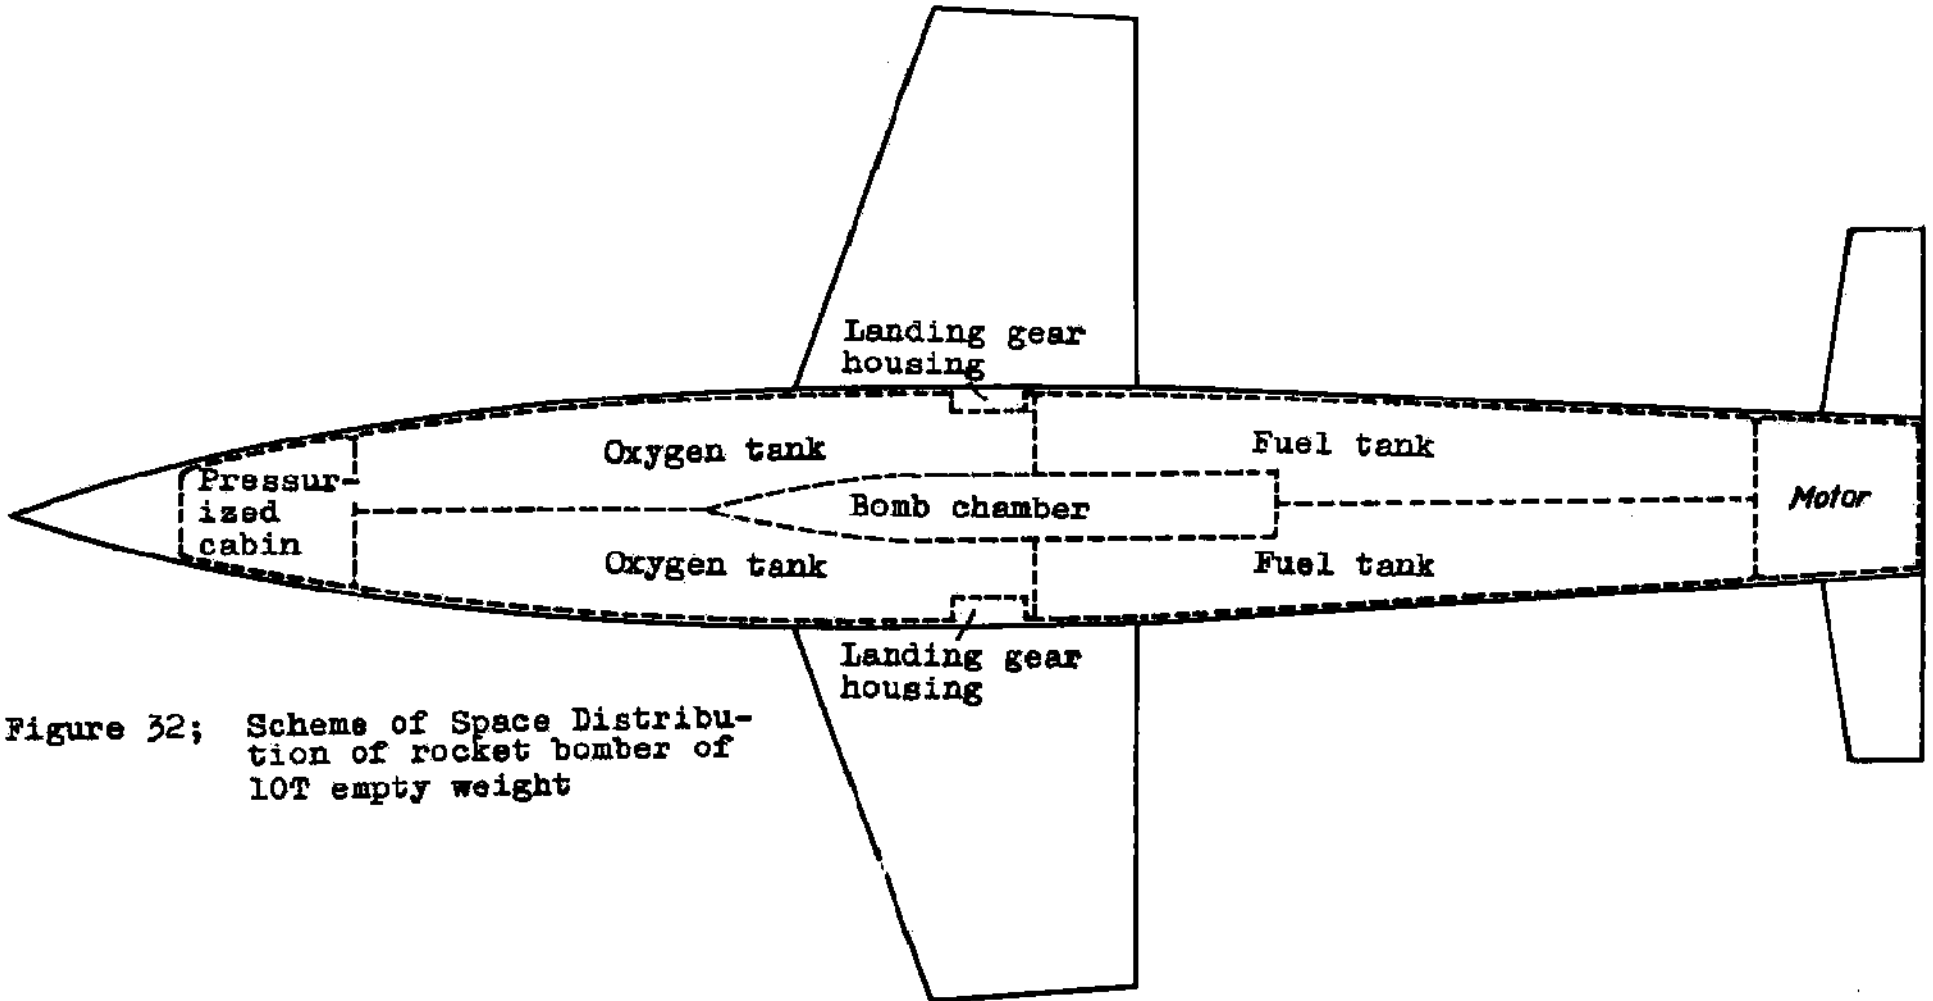 Landing gear
housing
Oxygen tank
Fuel tank
Pressur-
ized
cabin
Bomb chamber
Motor
Oxygen tank
Fuel tank
Landing gear
housing
Figure 32; Scheme of Space Distribu-
tion of rocket bomber of
10T empty weight